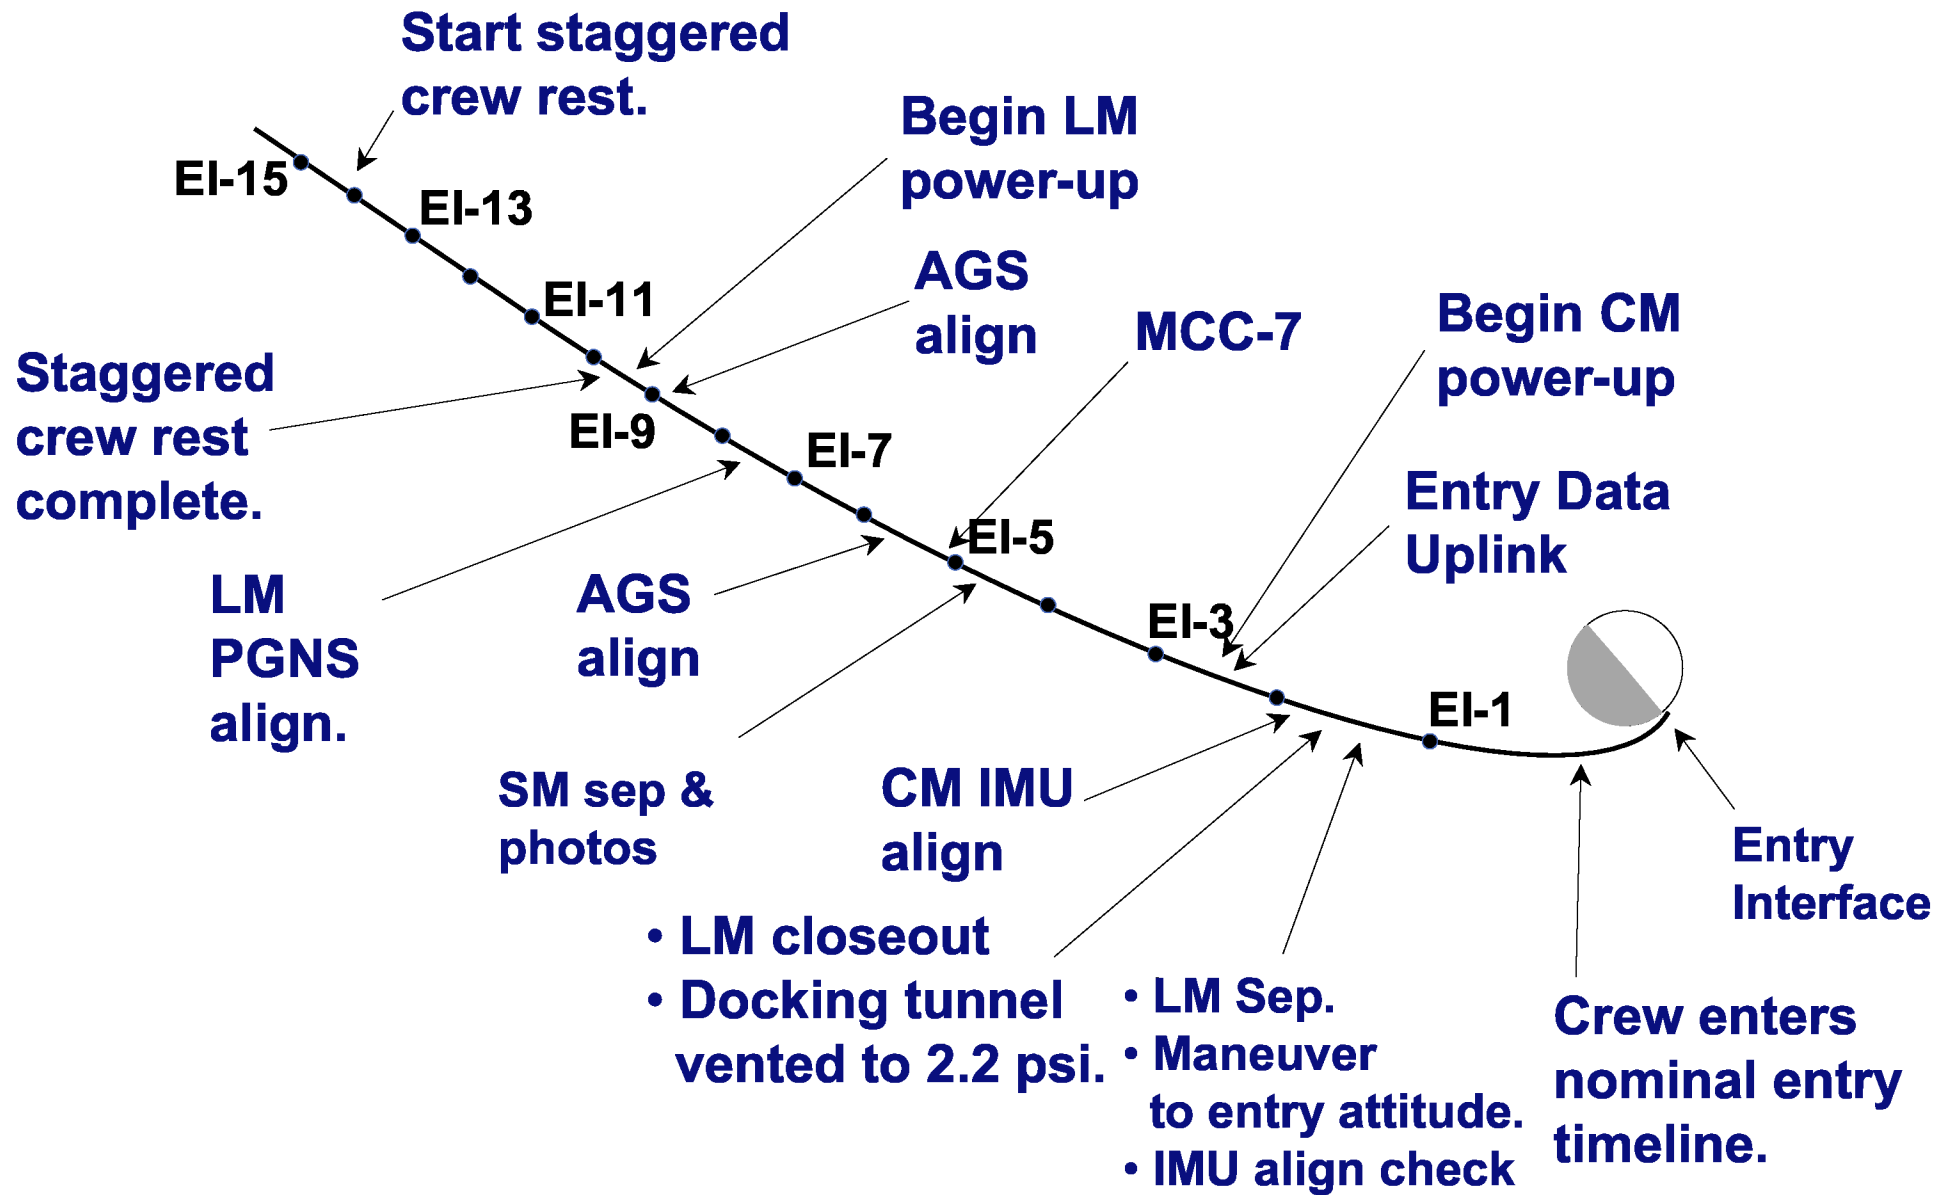 Start staggered
crew rest.
EI-15
EI-13
Begin LM
power-up
AGS
align
EI-11
MCC-7
Begin CM
power-up
Staggered
crew rest
complete.
EI-9
EI-7
Entry Data
Uplink
EI-5
LM
PGNS
align.
AGS
align
EI-3
EI-1
SM sep &
photos
CM IMU
align
Entry
Interface
• LM closeout
• Docking tunnel
vented to 2.2 psi.
• LM Sep.
• Maneuver
to entry attitude.
• IMU align check
Crew enters
nominal entry
timeline.